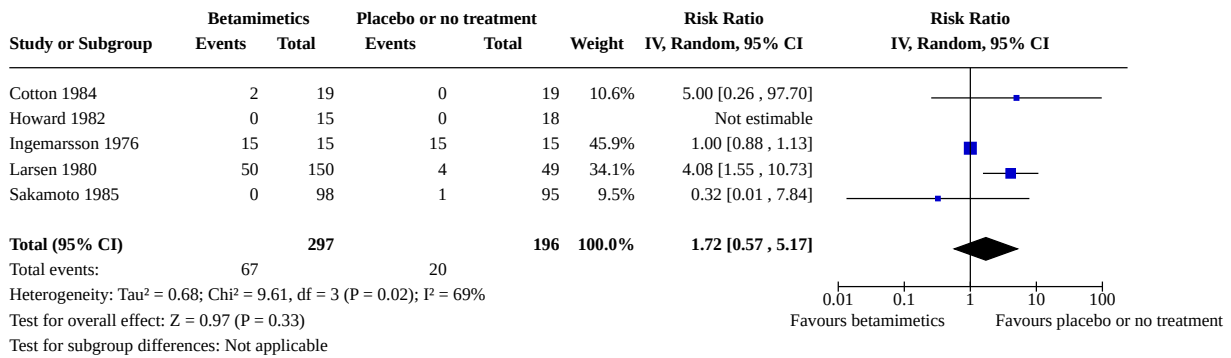 Betamimetics Placebo or no treatment Risk Ratio Risk Ratio
Study or Subgroup Events Total Events Total Weight IV, Random, 95% CI IV, Random, 95% CI
Cotton 1984 2 19 0 19 10.6% 5.00 [0.26 , 97.70]
Howard 1982 0 15 0 18 Not estimable
Ingemarsson 1976 15 15 15 15 45.9% 1.00 [0.88 , 1.13]
Larsen 1980 50 150 4 49 34.1% 4.08 [1.55 , 10.73]
Sakamoto 1985 0 98 1 95 9.5% 0.32 [0.01 , 7.84]
Total (95% CI) 297 196 100.0% 1.72 [0.57 , 5.17]
Total events: 67 20
Heterogeneity: Tau² = 0.68; Chi² = 9.61, df = 3 (P = 0.02); I² = 69%
0.01 0.1 1 10 100
Test for overall effect: Z = 0.97 (P = 0.33) Favours betamimetics Favours placebo or no treatment
Test for subgroup differences: Not applicable